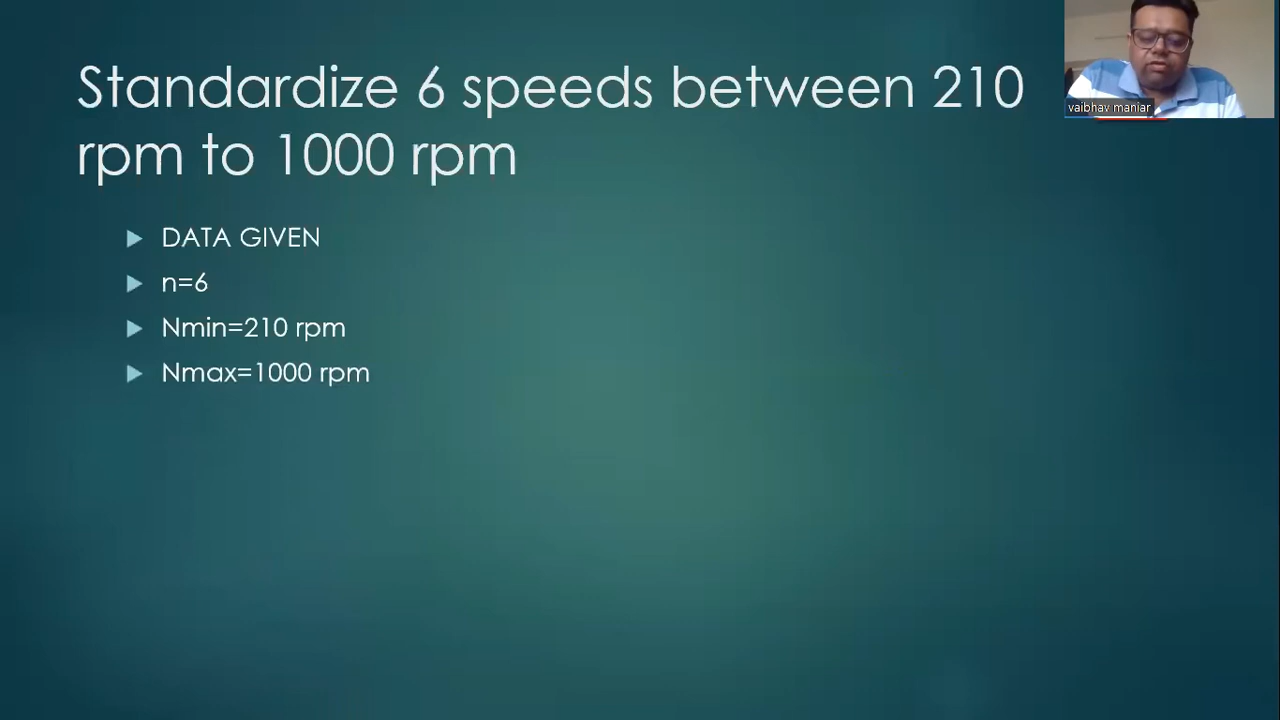 Standardize 6 speeds between 210
rpm to 1000 rpm
vaibhav maniar
DATA GIVEN
n=6
Nmin=210 rpm
Nmax=1000 rpm